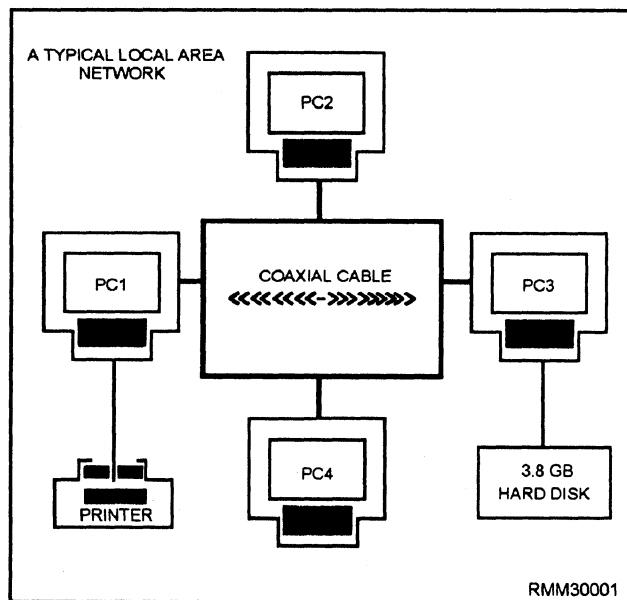 A TYPICAL LOCAL AREA
NETWORK
PC2
PC1
COAXIAL CABLE
<<<< <<<< - >>> >>>>>>
PC3
PC4
PRINTER
3.8 GB
HARD DISK
RMM30001